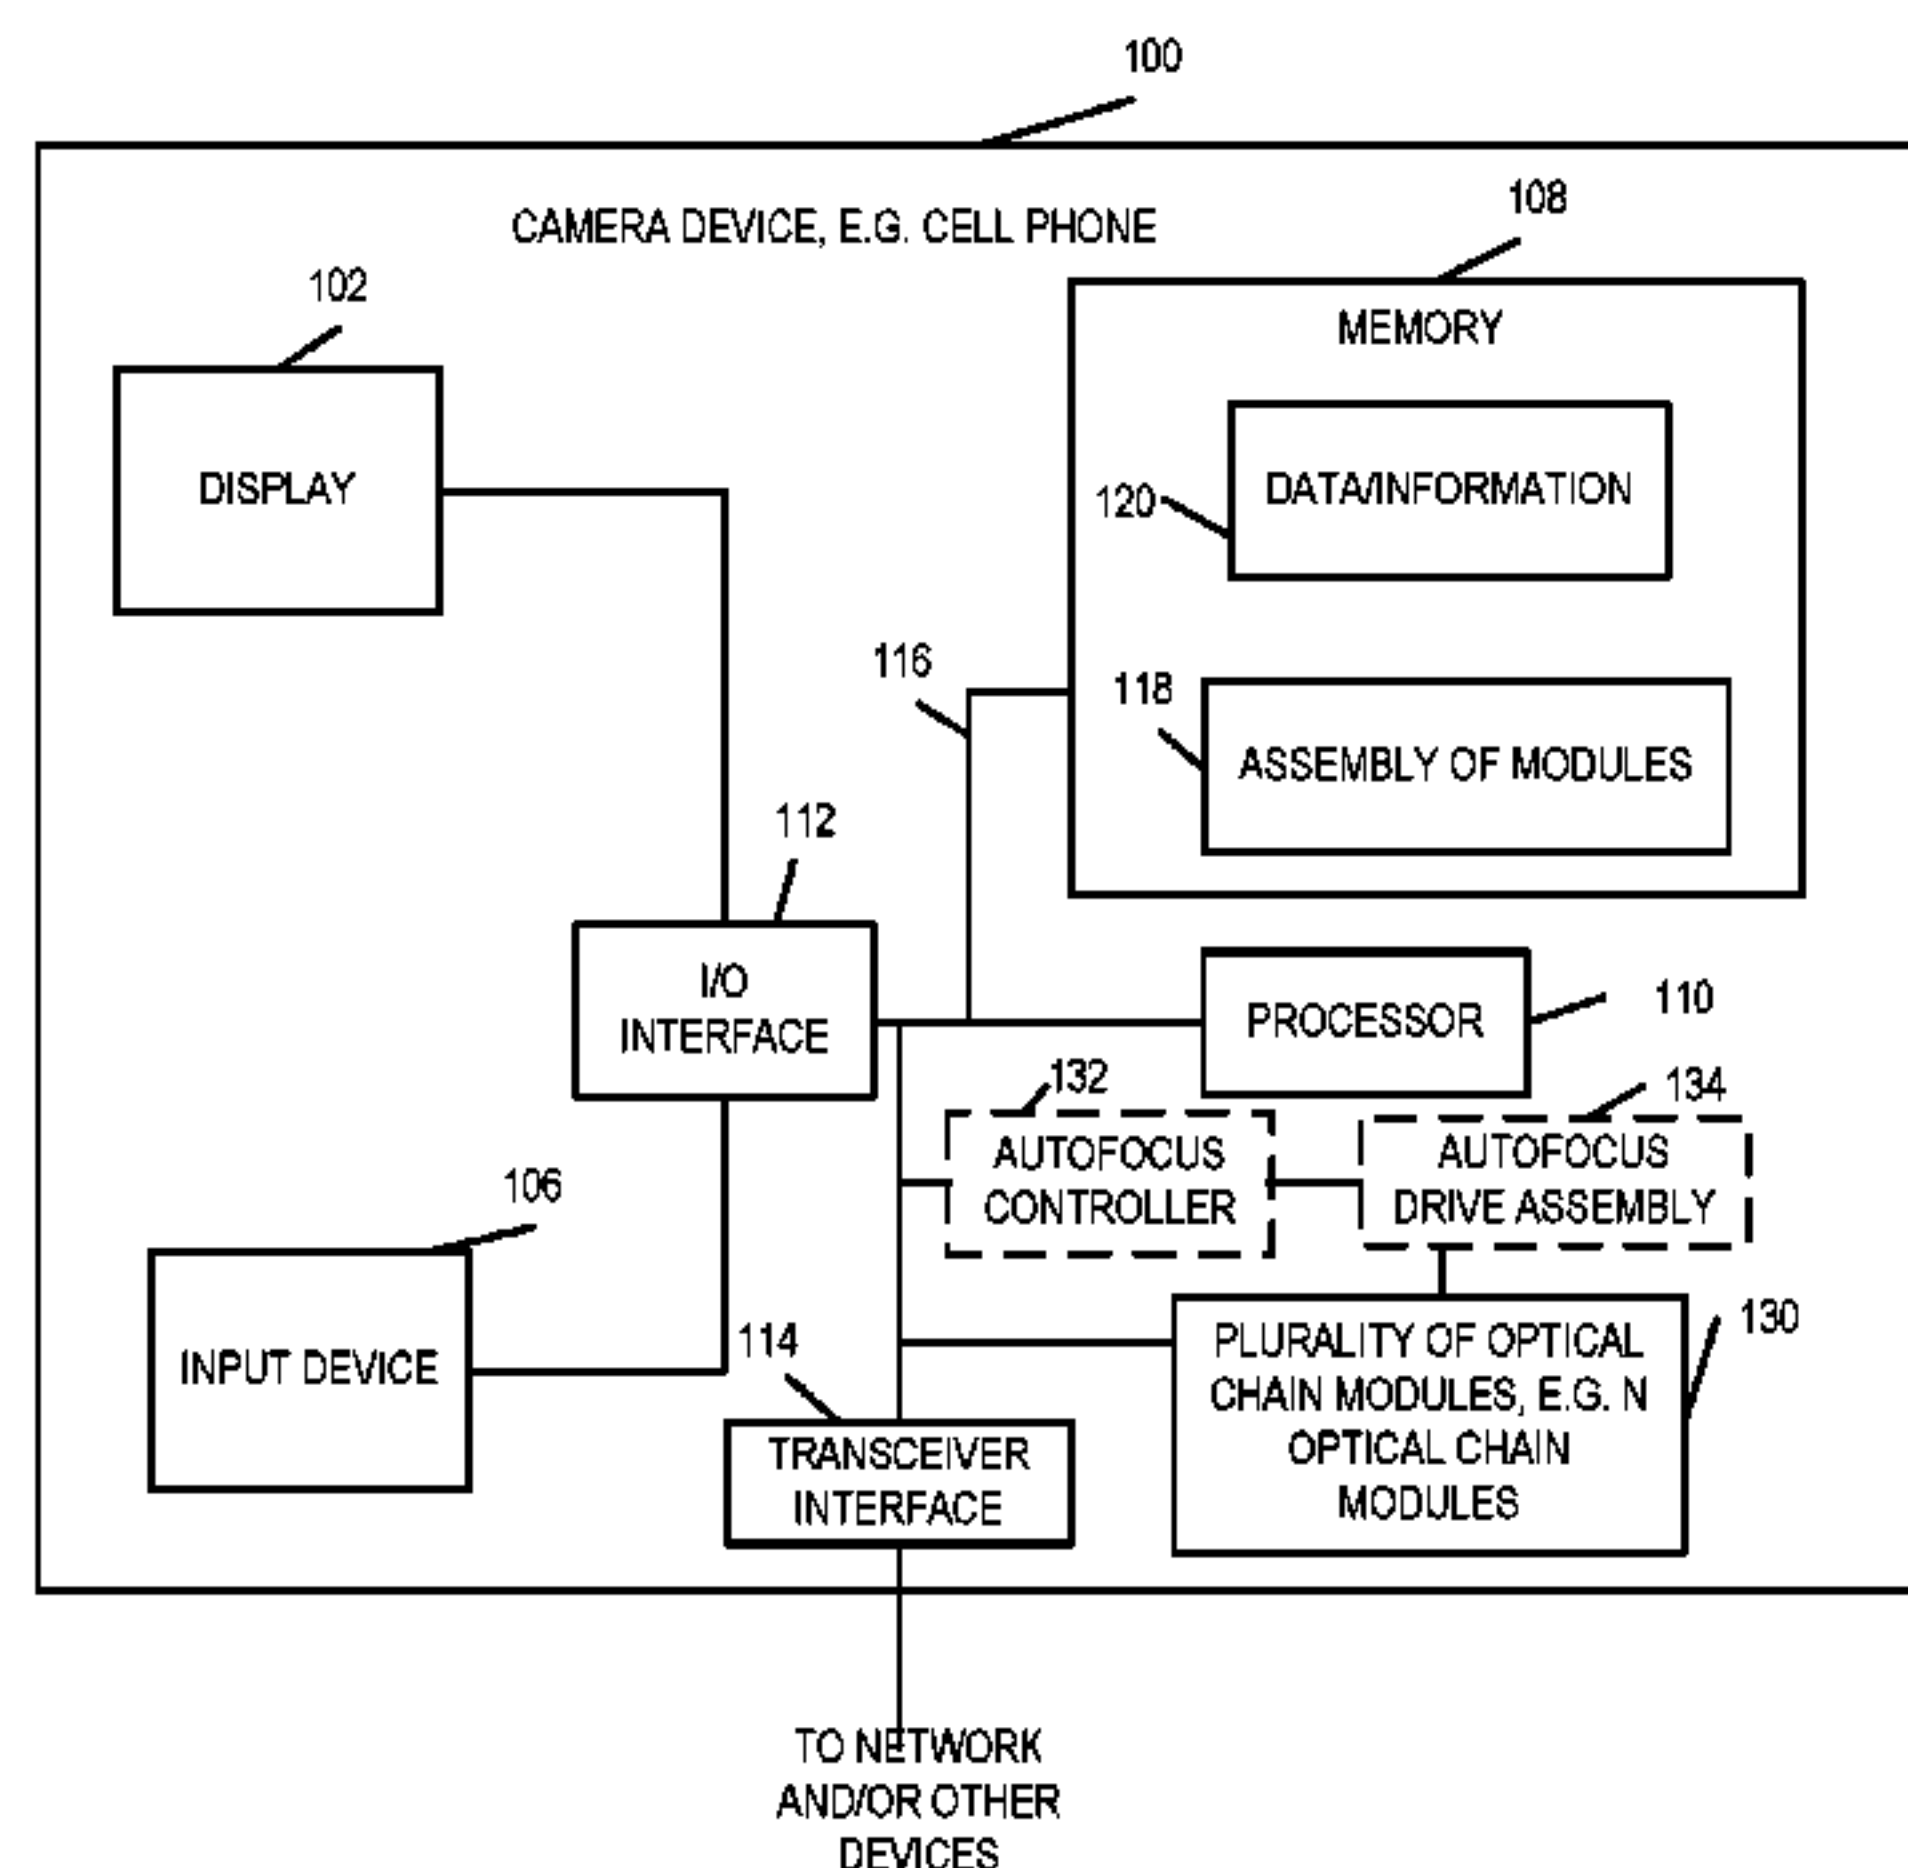 100
CAMERA DEVICE, E.G. CELL PHONE
108
102
MEMORY
DISPLAY
DATA/INFORMATION
120
116
118
ASSEMBLY OF MODULES
112
I/O
INTERFACE
PROCESSOR
110
132
134
AUTOFOCUS
CONTROLLER
AUTOFOCUS
DRIVE ASSEMBLY
106
INPUT DEVICE
114
130
PLURALITY OF OPTICAL
CHAIN MODULES, E.G. N
OPTICAL CHAIN
MODULES
TRANSCEIVER
INTERFACE
TO NETWORK
AND/OR OTHER
DEVICES